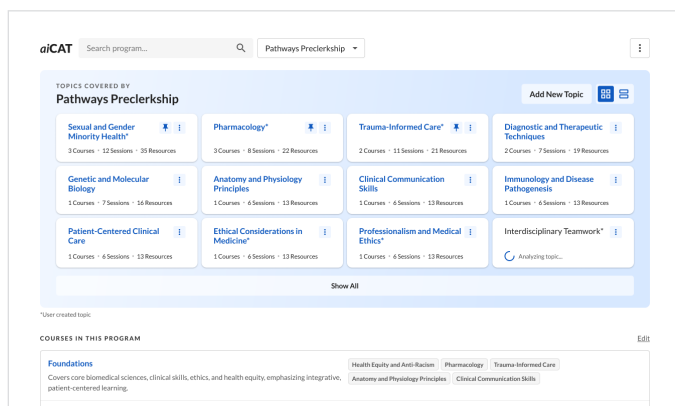 aiCAT Search program... Pathways Preclerkship
TOPICS COVERED BY
Pathways Preclerkship
Add New Topic
Sexual and Gender
Minority Health*
3 Courses • 12 Sessions • 35 Resources
Pharmacology*
3 Courses • 8 Sessions • 22 Resources
Trauma-Informed Care*
2 Courses • 11 Sessions • 21 Resources
Diagnostic and Therapeutic
Techniques
2 Courses • 7 Sessions • 19 Resources
Genetic and Molecular
Biology
1 Courses • 7 Sessions • 16 Resources
Anatomy and Physiology
Principles
1 Courses • 6 Sessions • 13 Resources
Clinical Communication
Skills
1 Courses • 6 Sessions • 13 Resources
Immunology and Disease
Pathogenesis
1 Courses • 6 Sessions • 13 Resources
Patient-Centered Clinical
Care
1 Courses • 6 Sessions • 13 Resources
Ethical Considerations in
Medicine*
1 Courses • 6 Sessions • 13 Resources
Professionalism and Medical
Ethics*
1 Courses • 6 Sessions • 13 Resources
Interdisciplinary Teamwork*
Analyzing topic...
Show All
*User created topic
COURSES IN THIS PROGRAM
Edit
Foundations
Covers core biomedical sciences, clinical skills, ethics, and health equity, emphasizing integrative,
patient-centered learning.
Health Equity and Anti-Racism Pharmacology Trauma-Informed Care
Anatomy and Physiology Principles Clinical Communication Skills